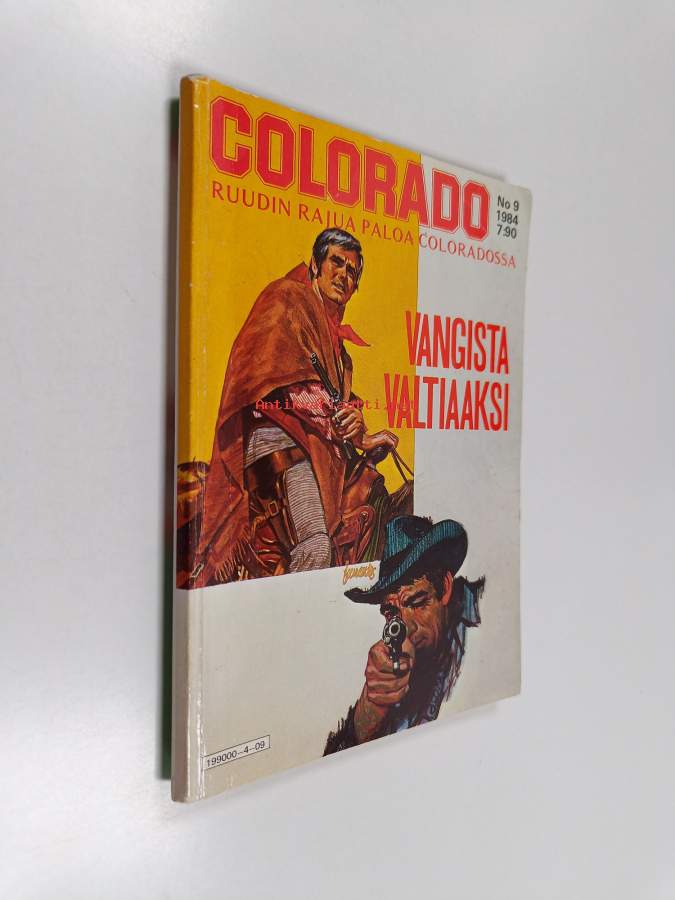 COLORADO
RUUDIN RAJUA PALOA COLORADOSSA
No 9
1984
7:90
VANGISTA
VALTIAAKSI
199000-4-09